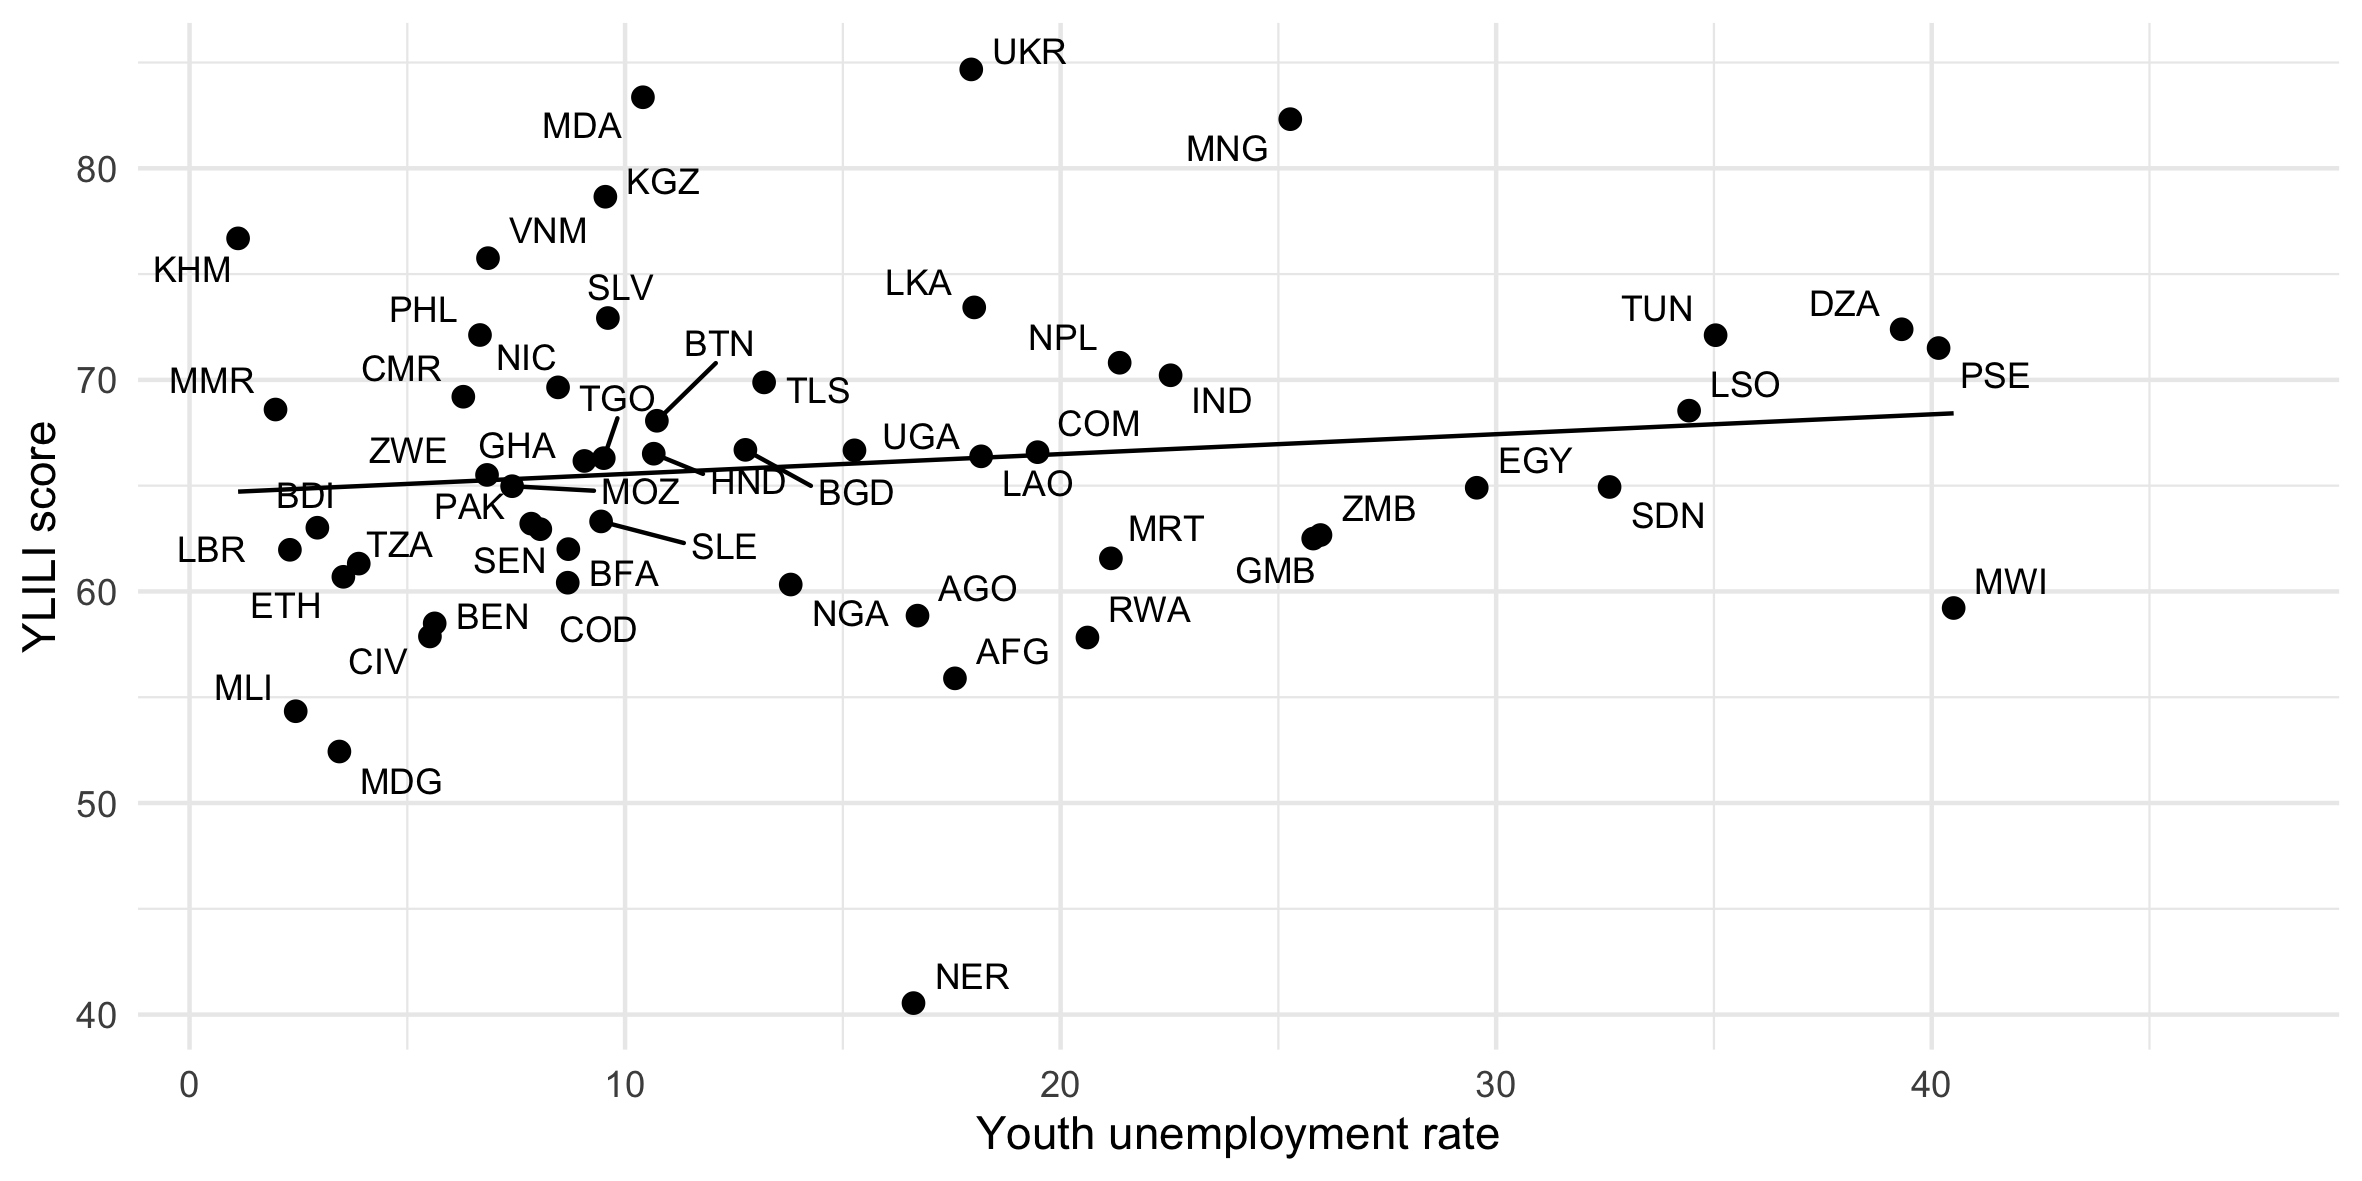 UKR
MDA
MNG
80
KGZ
VNM
KHM
SLV
LKA
PHL
TUN
DZA
NIC
BTN
NPL
CMR
MMR
70
TLS
PSE
LSO
IND
TGO
COM
UGA
ZWE
GHA
EGY
HND
LAO
BDI
MOZ
BGD
PAK
ZMB
SDN
MRT
TZA
SLE
LBR
SEN
BFA
GMB
60
MWI
AGO
ETH
RWA
NGA
BEN
COD
AFG
CIV
MLI
MDG
50
NER
40
YLILI score
0
10
20
30
40
Youth unemployment rate